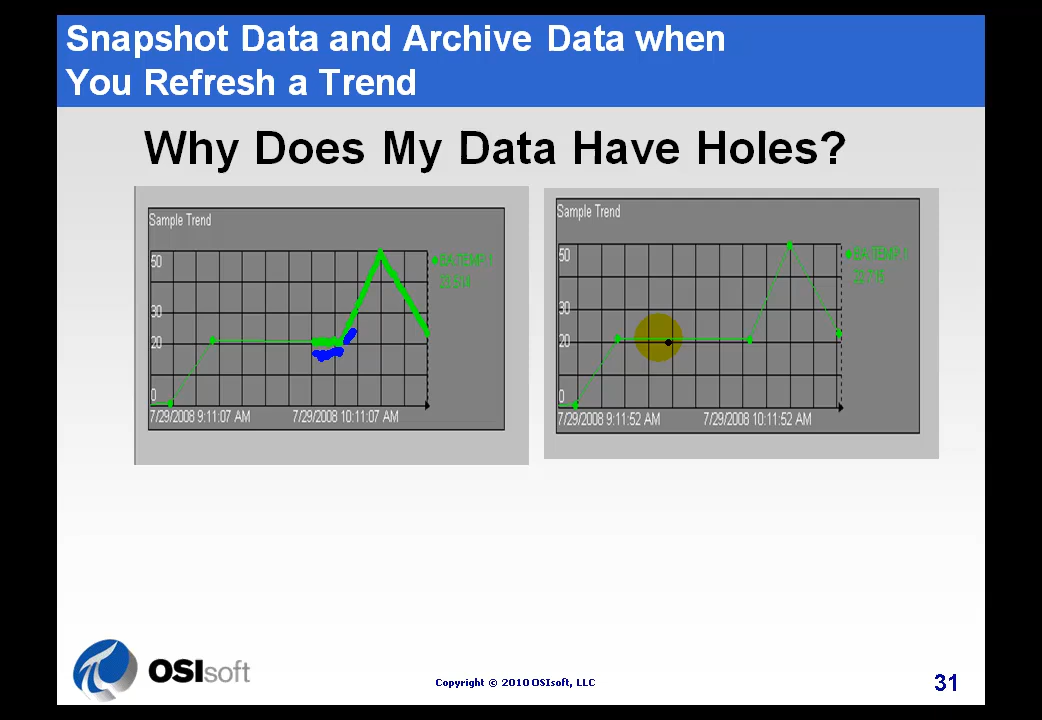 Snapshot Data and Archive Data when
You Refresh a Trend
Why Does My Data Have Holes?
Sample Trend
50
30
20
0
7/29/2008 9:11:07 AM 7/29/2008 10:11:07 AM
Sample Trend
50
30
20
0
7/29/2008 9:11:52 AM 7/29/2008 10:11:52 AM
OSIsoft
Copyright © 2010 OSIsoft, LLC
31